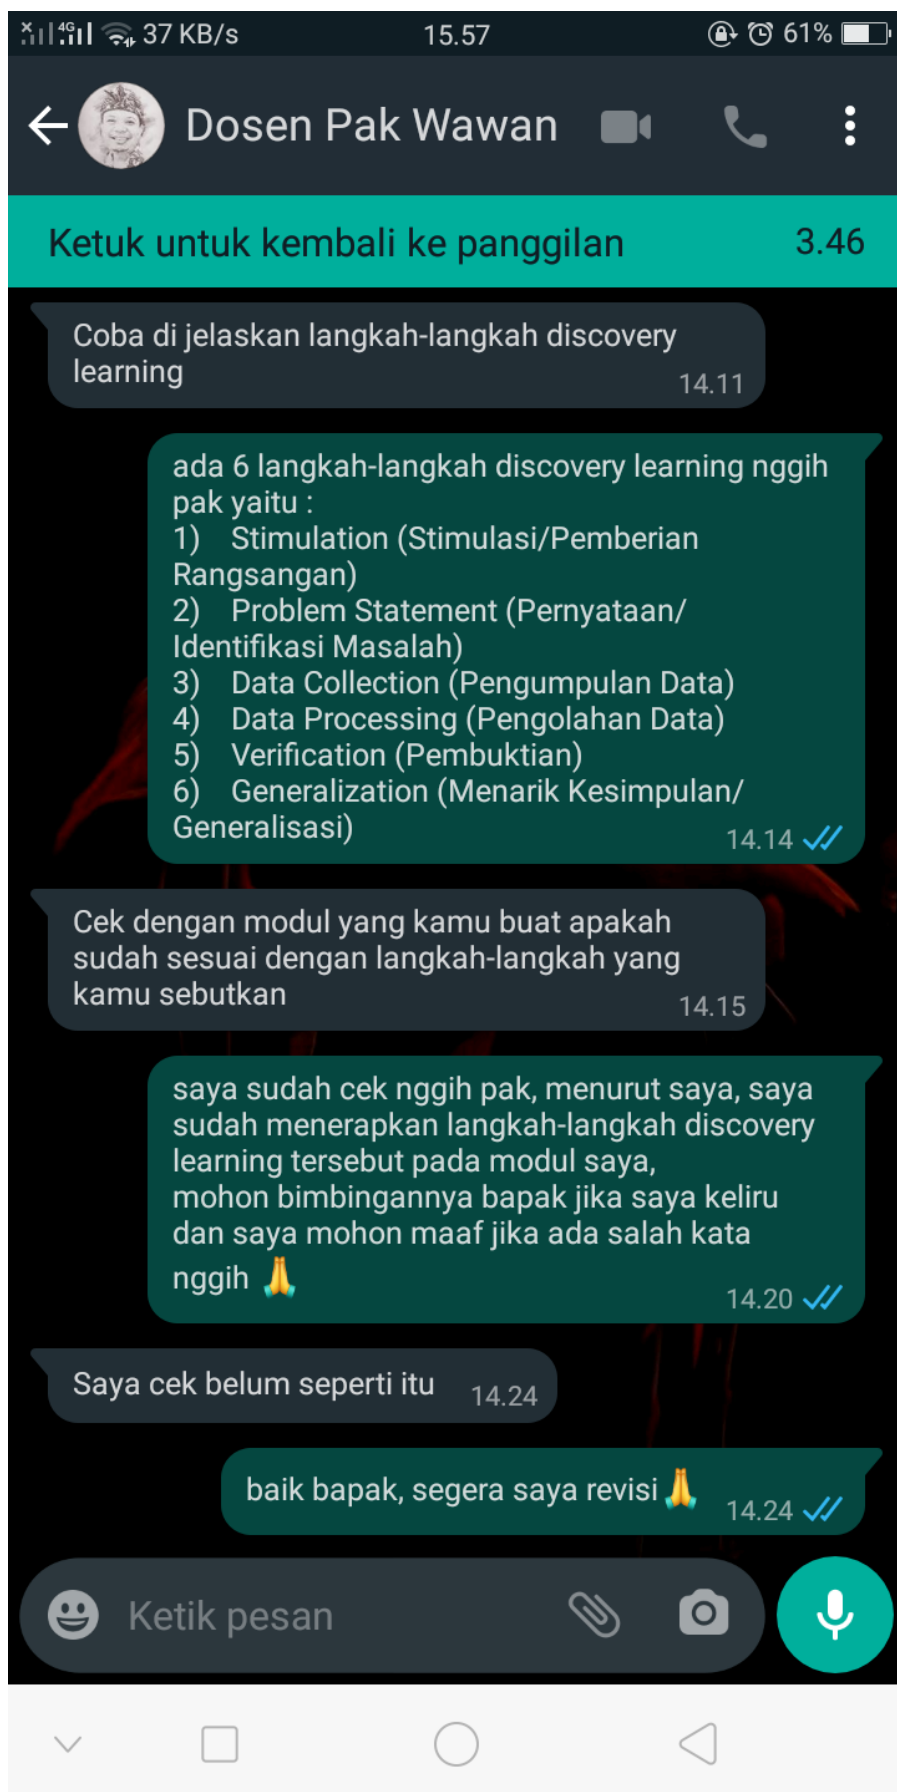 4G 37 KB/s 15.57 61%
Dosen Pak Wawan
Ketuk untuk kembali ke panggilan 3.46
Coba di jelaskan langkah-langkah discovery
learning
14.11
ada 6 langkah-langkah discovery learning nggih
pak yaitu :
1) Stimulation (Stimulasi/Pemberian
Rangsangan)
2) Problem Statement (Pernyataan/
Identifikasi Masalah)
3) Data Collection (Pengumpulan Data)
4) Data Processing (Pengolahan Data)
5) Verification (Pembuktian)
6) Generalization (Menarik Kesimpulan/
Generalisasi)
14.14
Cek dengan modul yang kamu buat apakah
sudah sesuai dengan langkah-langkah yang
kamu sebutkan
14.15
saya sudah cek nggih pak, menurut saya, saya
sudah menerapkan langkah-langkah discovery
learning tersebut pada modul saya,
mohon bimbingannya bapak jika saya keliru
dan saya mohon maaf jika ada salah kata
nggih 🙏
14.20
Saya cek belum seperti itu 14.24
baik bapak, segera saya revisi🙏 14.24
Ketik pesan